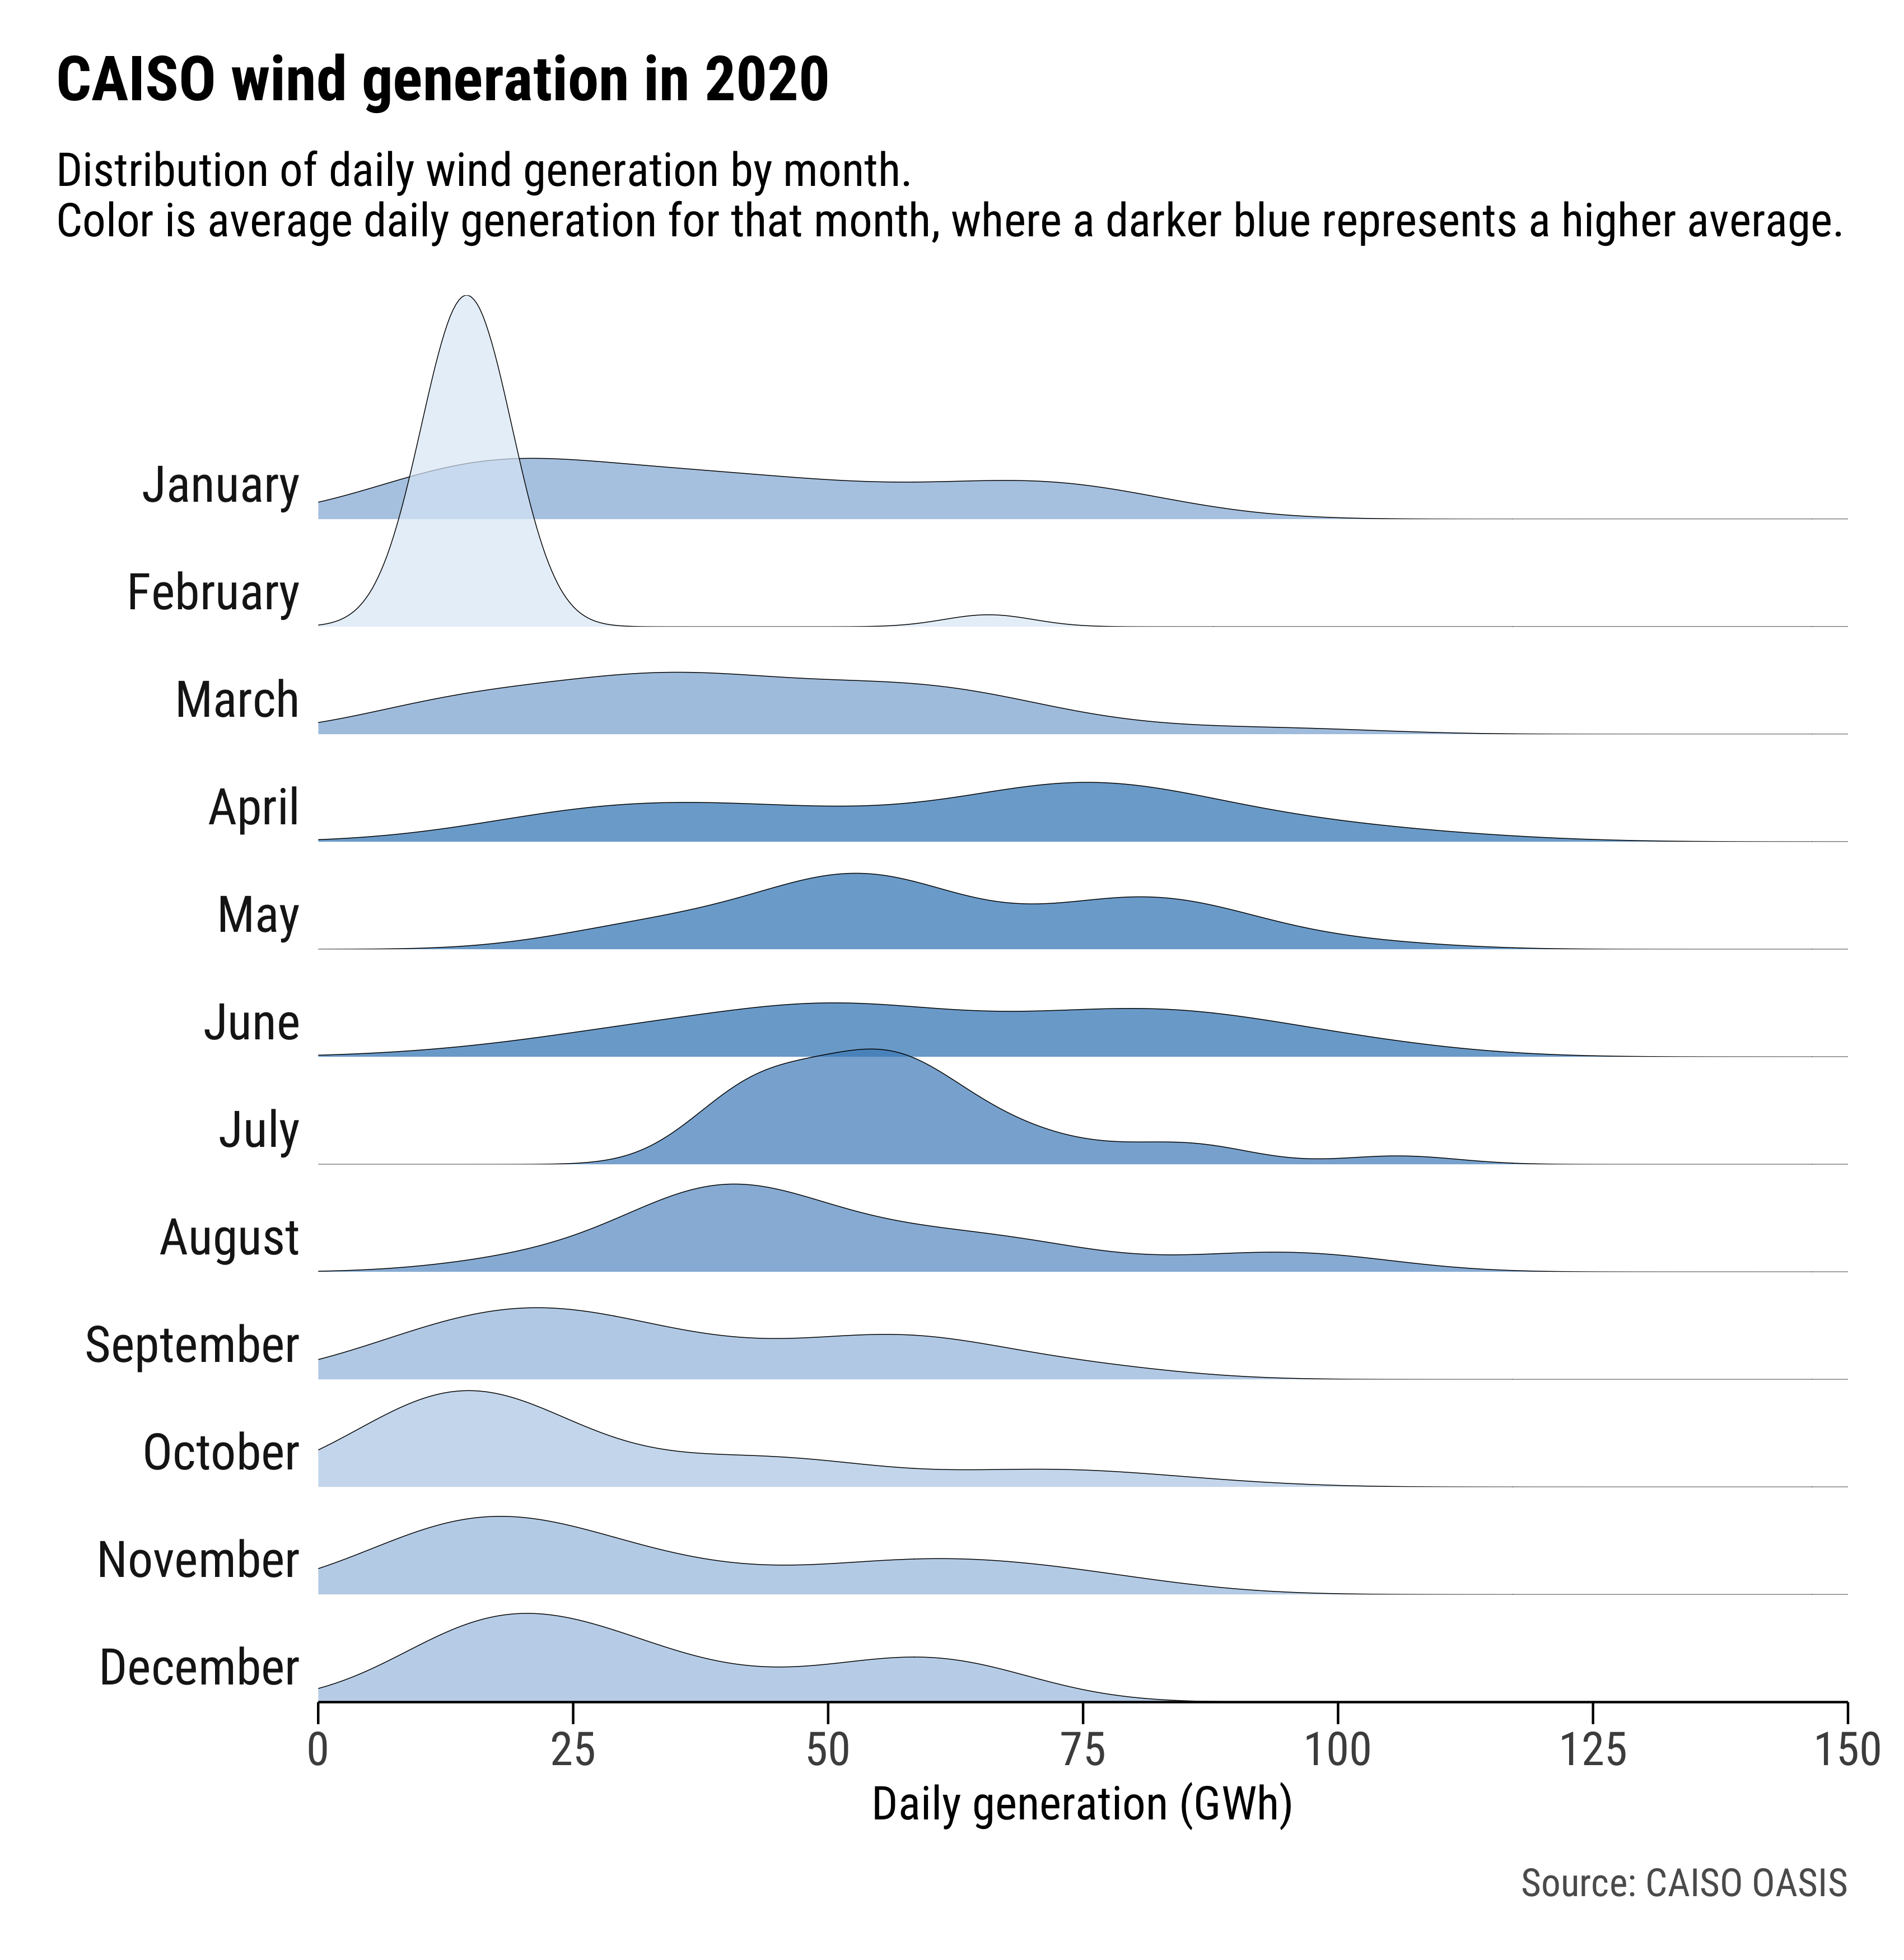 CAISO wind generation in 2020
Distribution of daily wind generation by month.
Color is average daily generation for that month, where a darker blue represents a higher average.
January
February
March
April
May
June
July
August
September
October
November
December
0 25 50 75 100 125 150
Daily generation (GWh)
Source: CAISO OASIS